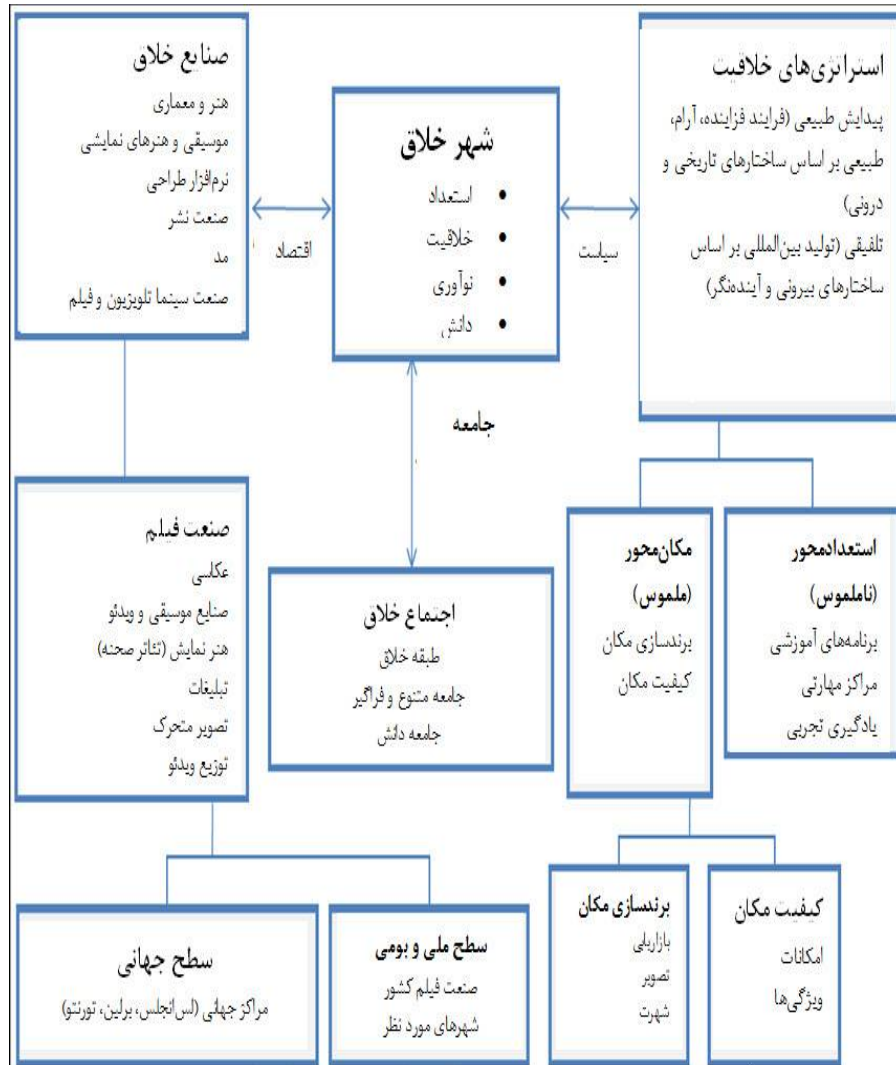 استراتژی‌های خلاقیت
پیدایش طبیعی (فرایند فزاینده، آرام،
طبیعی بر اساس ساختارهای تاریخی و
درونی)
تلفیقی (تولید بین‌المللی بر اساس
ساختارهای بیرونی و آینده‌نگر)
سیاست
شهر خلاق
• استعداد
• خلاقیت
• نوآوری
• دانش
اقتصاد
صنایع خلاق
هنر و معماری
موسیقی و هنرهای نمایشی
نرم‌افزار طراحی
صنعت نشر
مد
صنعت سینما تلویزیون و فیلم
جامعه
استعدادمحور
(ناملموس)
برنامه‌های آموزشی
مراکز مهارتی
یادگیری تجربی
مکان‌محور
(ملموس)
برندسازی مکان
کیفیت مکان
اجتماع خلاق
طبقه خلاق
جامعه متنوع و فراگیر
جامعه دانش
صنعت فیلم
عکاسی
صنایع موسیقی و ویدئو
هنر نمایش (تئاتر صحنه)
تبلیغات
تصویر متحرک
توزیع ویدئو
کیفیت مکان
امکانات
ویژگی‌ها
برندسازی مکان
بازاریابی
تصویر
شهرت
سطح ملی و بومی
صنعت فیلم کشور
شهرهای مورد نظر
سطح جهانی
مراکز جهانی (لس‌انجلس، برلین، تورنتو)